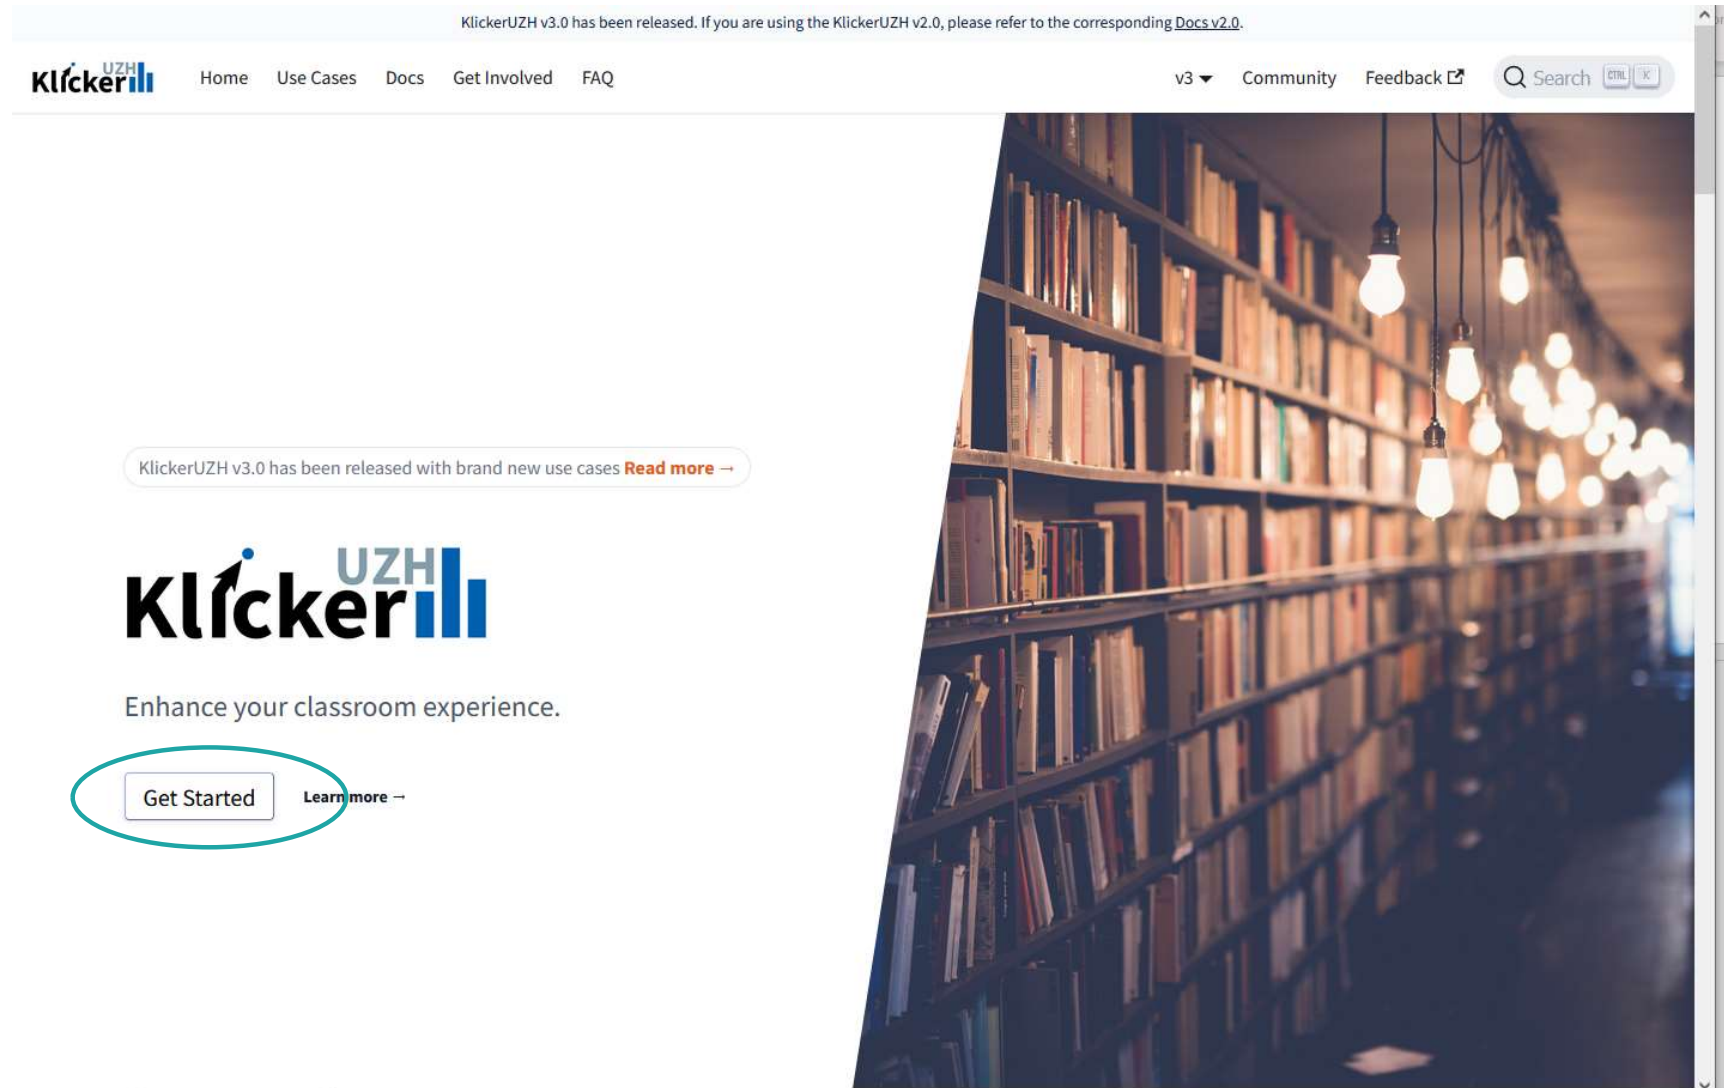 KlickerUZH v3.0 has been released. If you are using the KlickerUZH v2.0, please refer to the corresponding Docs v2.0.
Klicker UZH
Home Use Cases Docs Get Involved FAQ v3 Community Feedback Search CTRL K
KlickerUZH v3.0 has been released with brand new use cases Read more →
Klicker UZH
Enhance your classroom experience.
Get Started Learn more →